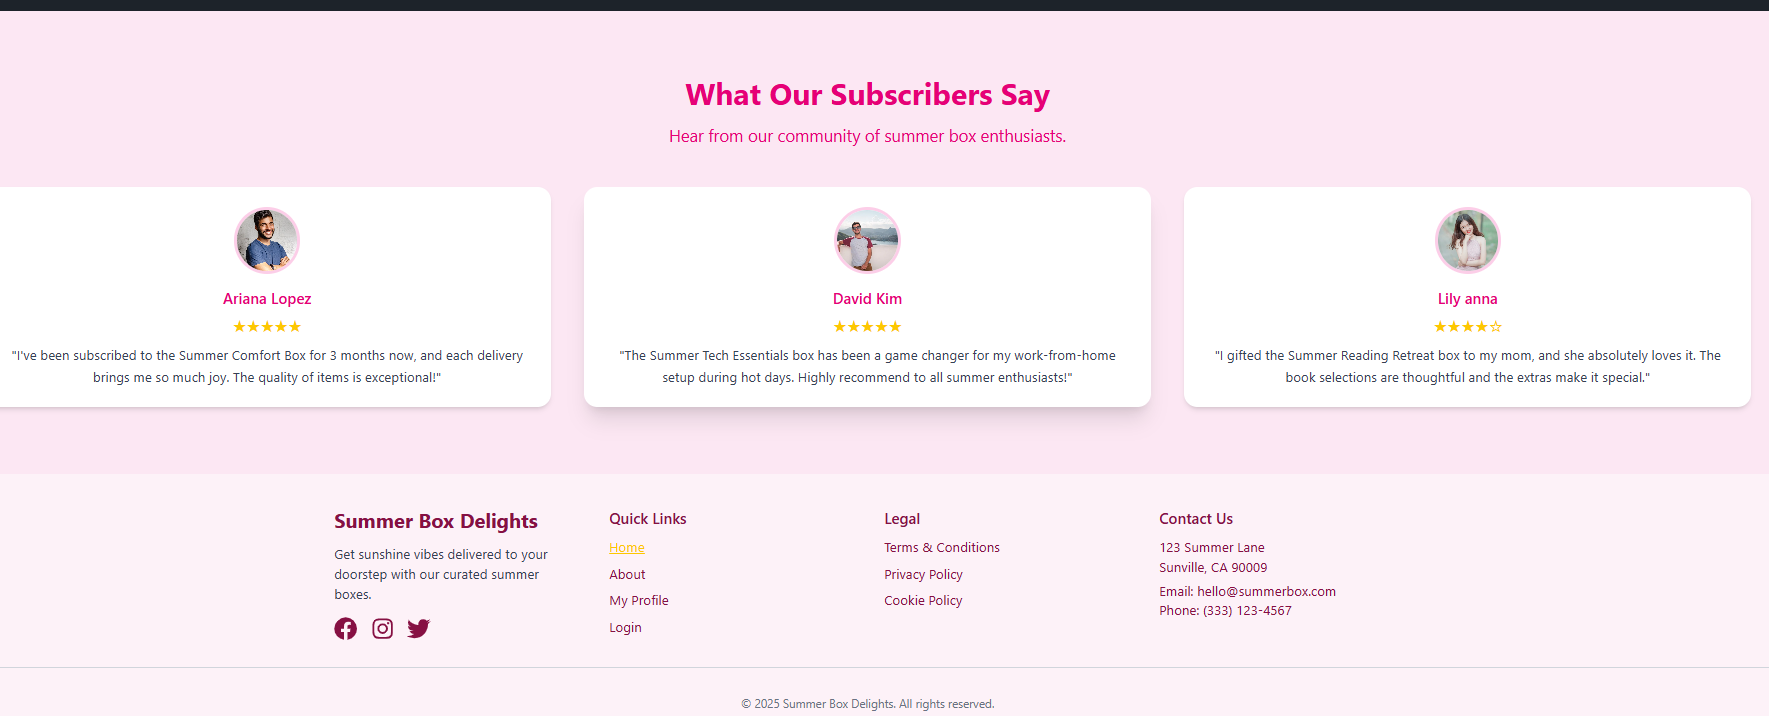 What Our Subscribers Say
Hear from our community of summer box enthusiasts.
Ariana Lopez
★★★★★
"I've been subscribed to the Summer Comfort Box for 3 months now, and each delivery
brings me so much joy. The quality of items is exceptional!"
David Kim
★★★★★
"The Summer Tech Essentials box has been a game changer for my work-from-home
setup during hot days. Highly recommend to all summer enthusiasts!"
Lily anna
★★★★☆
"I gifted the Summer Reading Retreat box to my mom, and she absolutely loves it. The
book selections are thoughtful and the extras make it special."
Summer Box Delights
Get sunshine vibes delivered to your
doorstep with our curated summer
boxes.
Quick Links
Home
About
My Profile
Login
Legal
Terms & Conditions
Privacy Policy
Cookie Policy
Contact Us
123 Summer Lane
Sunville, CA 90009
Email: hello@summerbox.com
Phone: (333) 123-4567
© 2025 Summer Box Delights. All rights reserved.